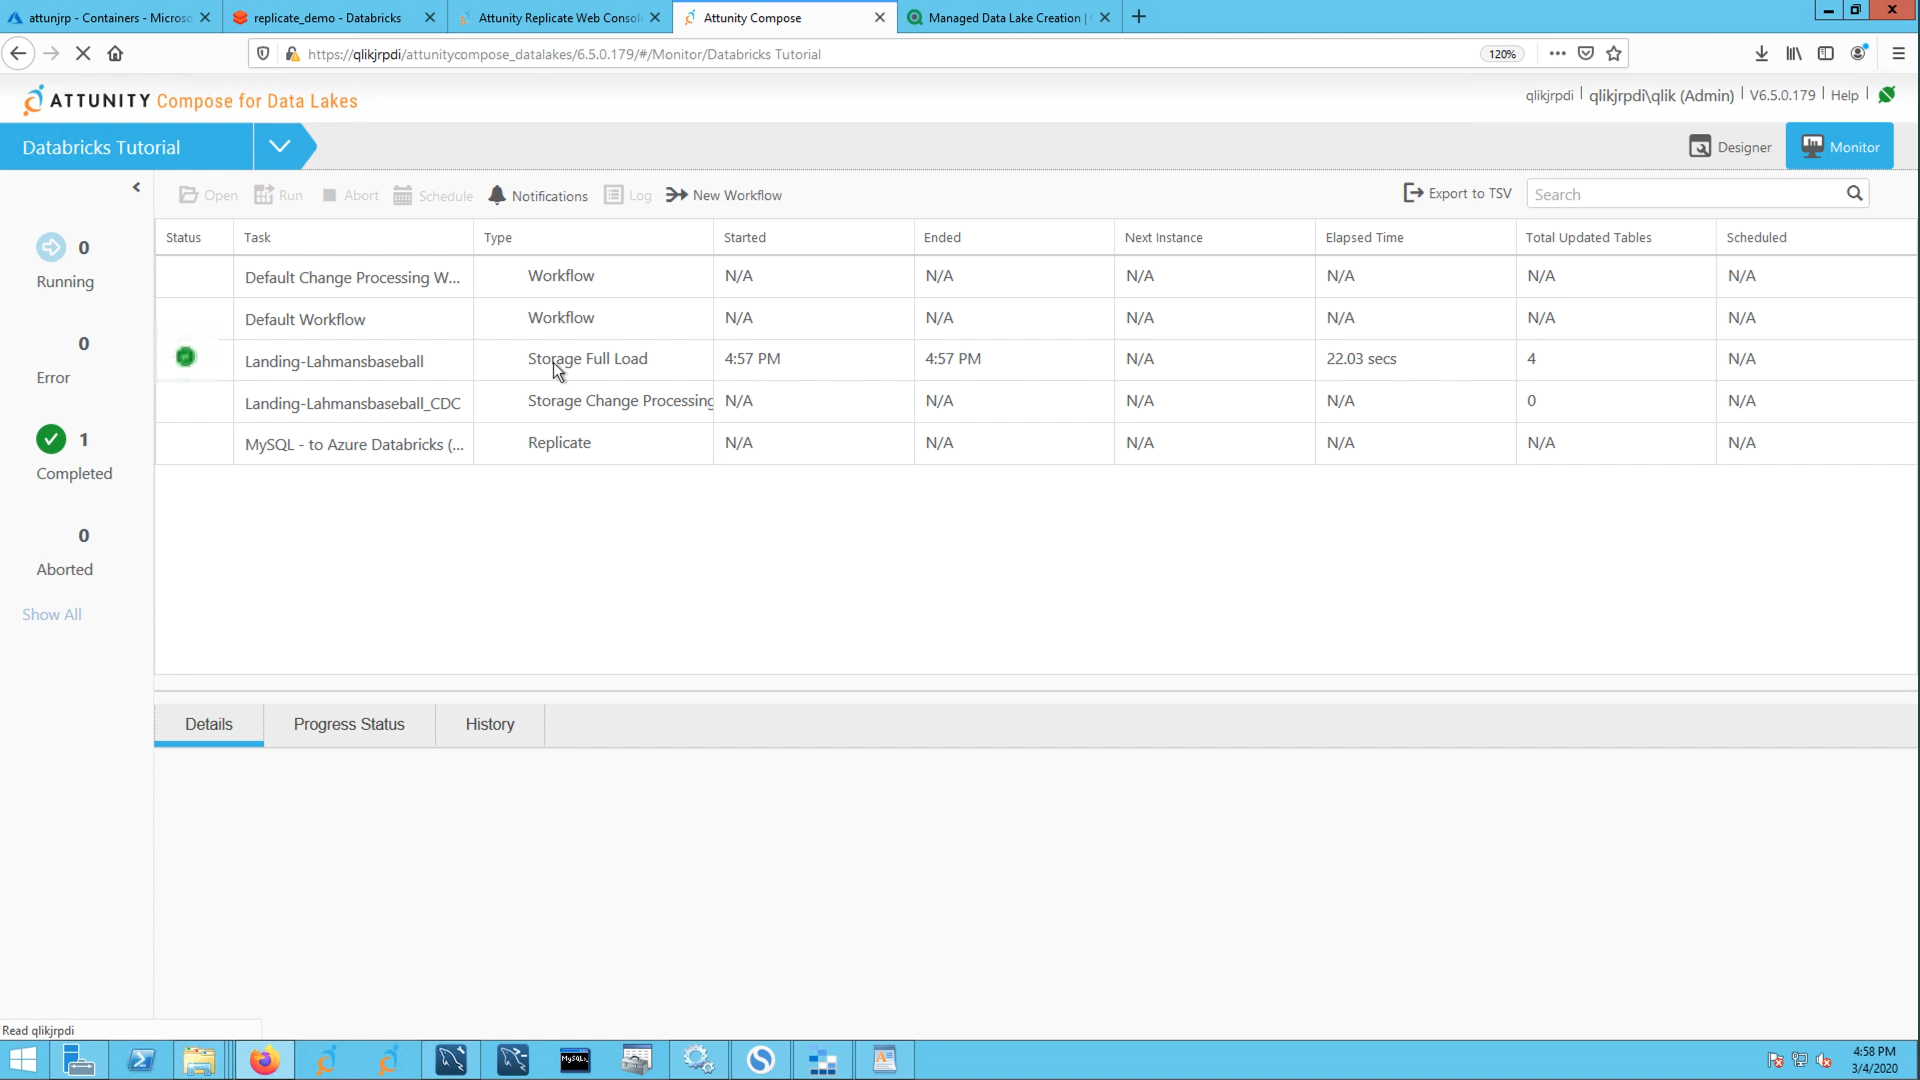 attunjrp - Containers - Microso
replicate_demo - Databricks
Attunity Replicate Web Consol
Attunity Compose
Managed Data Lake Creation |
https://qlikjrpdi/attunitycompose_datalakes/6.5.0.179/#/Monitor/Databricks Tutorial
120%
ATTUNITY Compose for Data Lakes
qlikjrpdi | qlikjrpdi\qlik (Admin) | V6.5.0.179 | Help |
Databricks Tutorial
Designer
Monitor
Open Run Abort Schedule Notifications Log New Workflow
Export to TSV
Search
Status Task Type Started Ended Next Instance Elapsed Time Total Updated Tables Scheduled
Default Change Processing W... Workflow N/A N/A N/A N/A N/A N/A
Default Workflow Workflow N/A N/A N/A N/A N/A N/A
Landing-Lahmansbaseball Storage Full Load 4:57 PM 4:57 PM N/A 22.03 secs 4 N/A
Landing-Lahmansbaseball_CDC Storage Change Processing N/A N/A N/A N/A 0 N/A
MySQL - to Azure Databricks (... Replicate N/A N/A N/A N/A N/A N/A
0
Running
0
Error
1
Completed
0
Aborted
Show All
Details
Progress Status
History
Read qlikjrpdi
MySQL
4:58 PM
3/4/2020